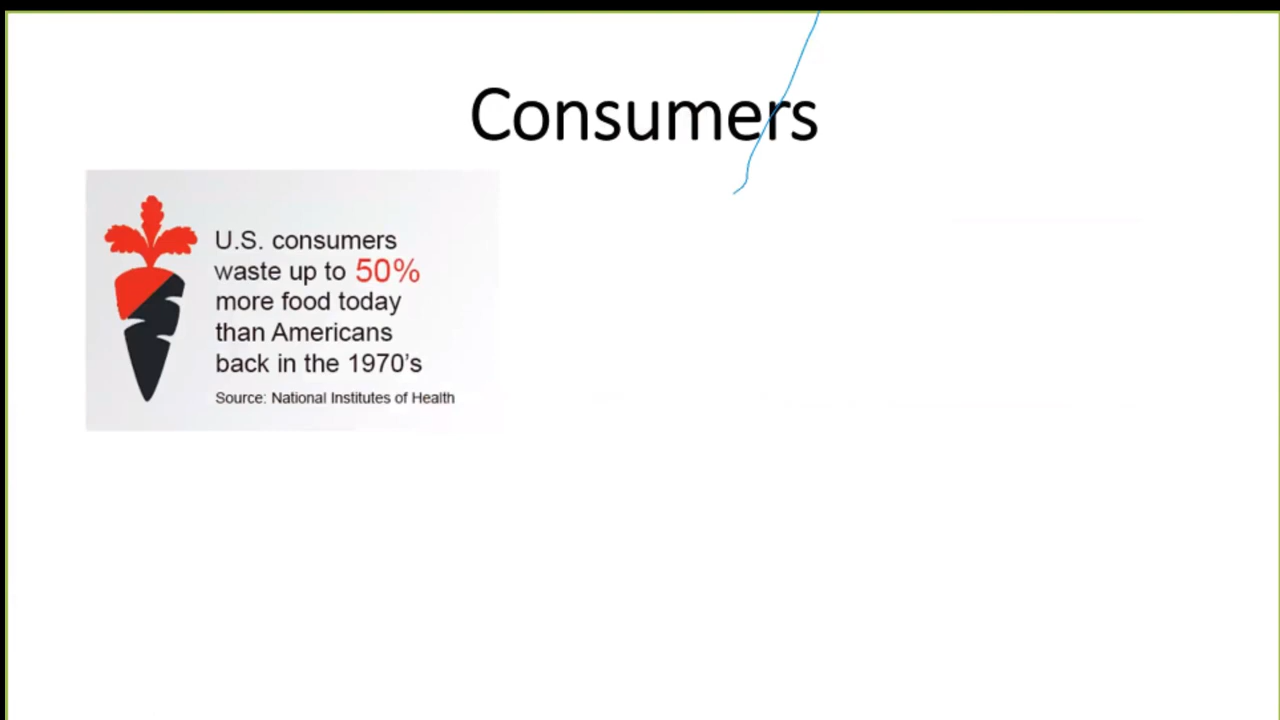 Consumers
U.S. consumers
waste up to 50%
more food today
than Americans
back in the 1970’s
Source: National Institutes of Health